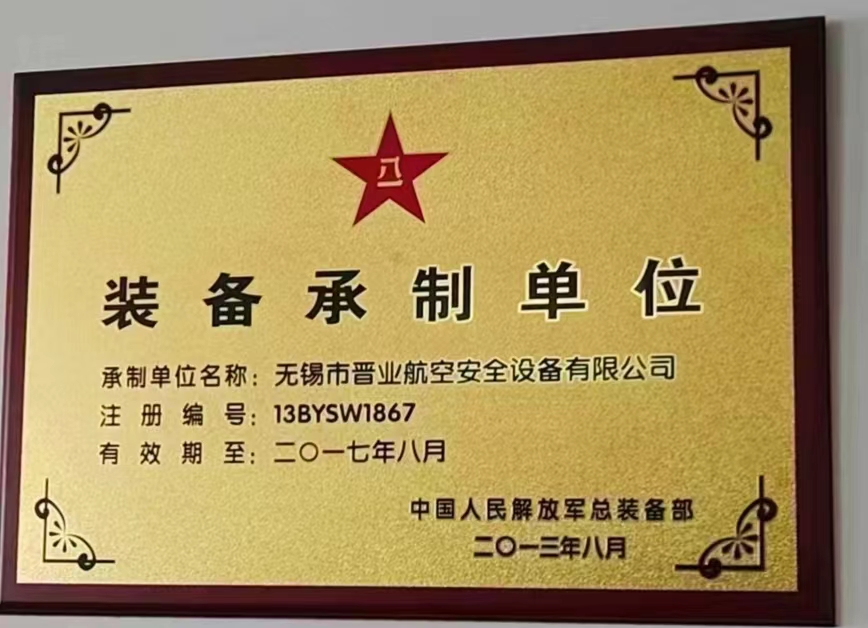 八一
装备承制单位
承制单位名称：无锡市晋业航空安全设备有限公司
注册编号：13BYSW1867
有效期至：二〇一七年八月
中国人民解放军总装备部
二〇一三年八月